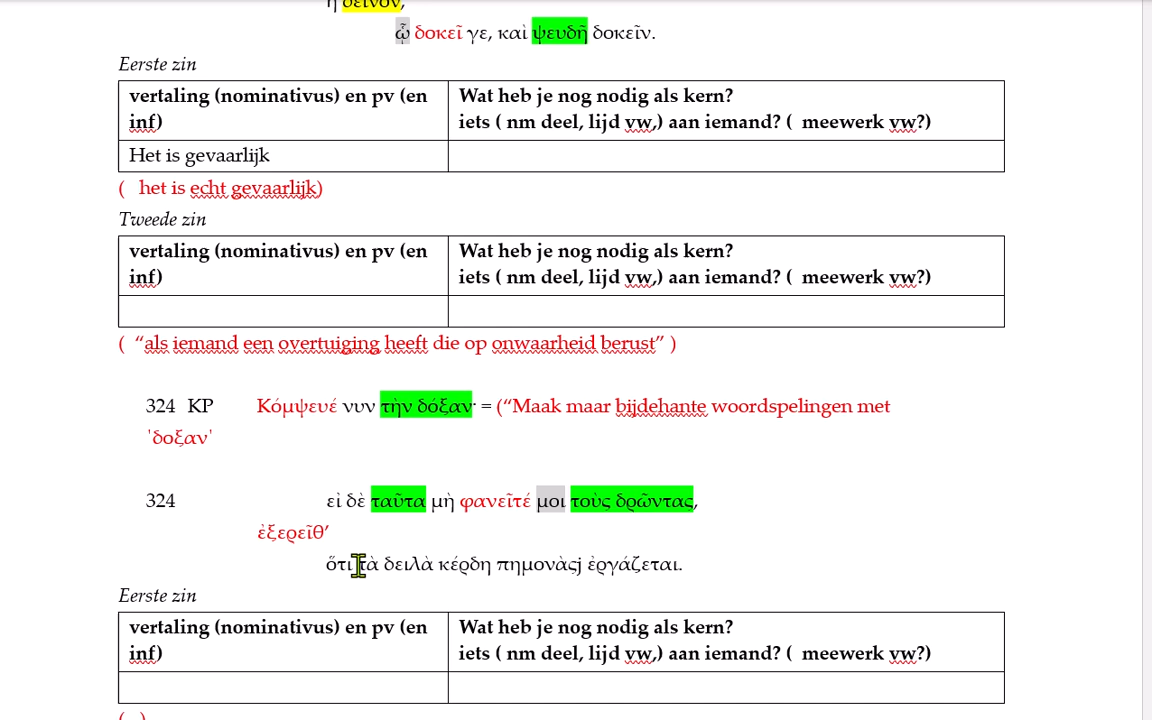 ἦ δεινόν,
ᾧ δοκεῖ γε, καὶ ψευδῆ δοκεῖν.
Eerste zin
vertaling (nominativus) en pv (en inf) Wat heb je nog nodig als kern?
iets ( nm deel, lijd vw,) aan iemand? ( meewerk vw?)
Het is gevaarlijk
( het is echt gevaarlijk)
Tweede zin
vertaling (nominativus) en pv (en inf) Wat heb je nog nodig als kern?
iets ( nm deel, lijd vw,) aan iemand? ( meewerk vw?)
( “als iemand een overtuiging heeft die op onwaarheid berust” )
324 KP Κόμψευέ νυν τὴν δόξαν· = (“Maak maar bijdehante woordspelingen met
᾽δοξαν᾽
324 εἰ δὲ ταῦτα μὴ φανεῖτέ μοι τοὺς δρῶντας,
ἐξερεῖθ’
ὅτι τὰ δειλὰ κέρδη πημονὰςj ἐργάζεται.
Eerste zin
vertaling (nominativus) en pv (en inf) Wat heb je nog nodig als kern?
iets ( nm deel, lijd vw,) aan iemand? ( meewerk vw?)
( )